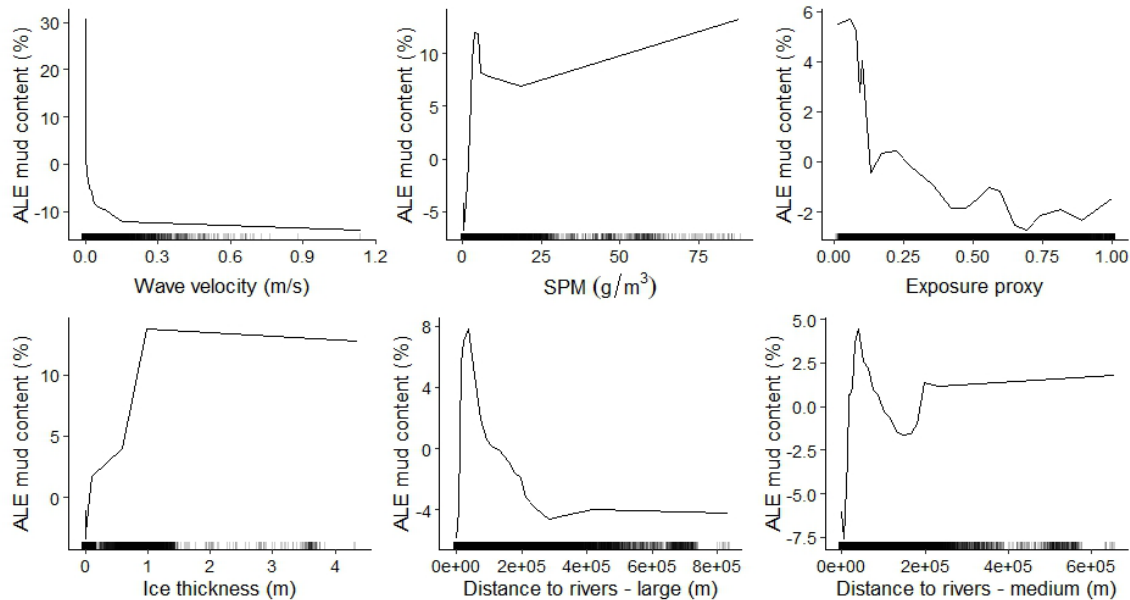 ALE mud content (%)
30
20
10
0
-10
0.0 0.3 0.6 0.9 1.2
Wave velocity (m/s)
ALE mud content (%)
10
5
0
-5
0 25 50 75
SPM (g/m³)
ALE mud content (%)
6
4
2
0
-2
0.00 0.25 0.50 0.75 1.00
Exposure proxy
ALE mud content (%)
10
5
0
0 1 2 3 4
Ice thickness (m)
ALE mud content (%)
8
4
0
-4
0e+00 2e+05 4e+05 6e+05 8e+05
Distance to rivers - large (m)
ALE mud content (%)
5.0
2.5
0.0
-2.5
-5.0
-7.5
0e+00 2e+05 4e+05 6e+05
Distance to rivers - medium (m)